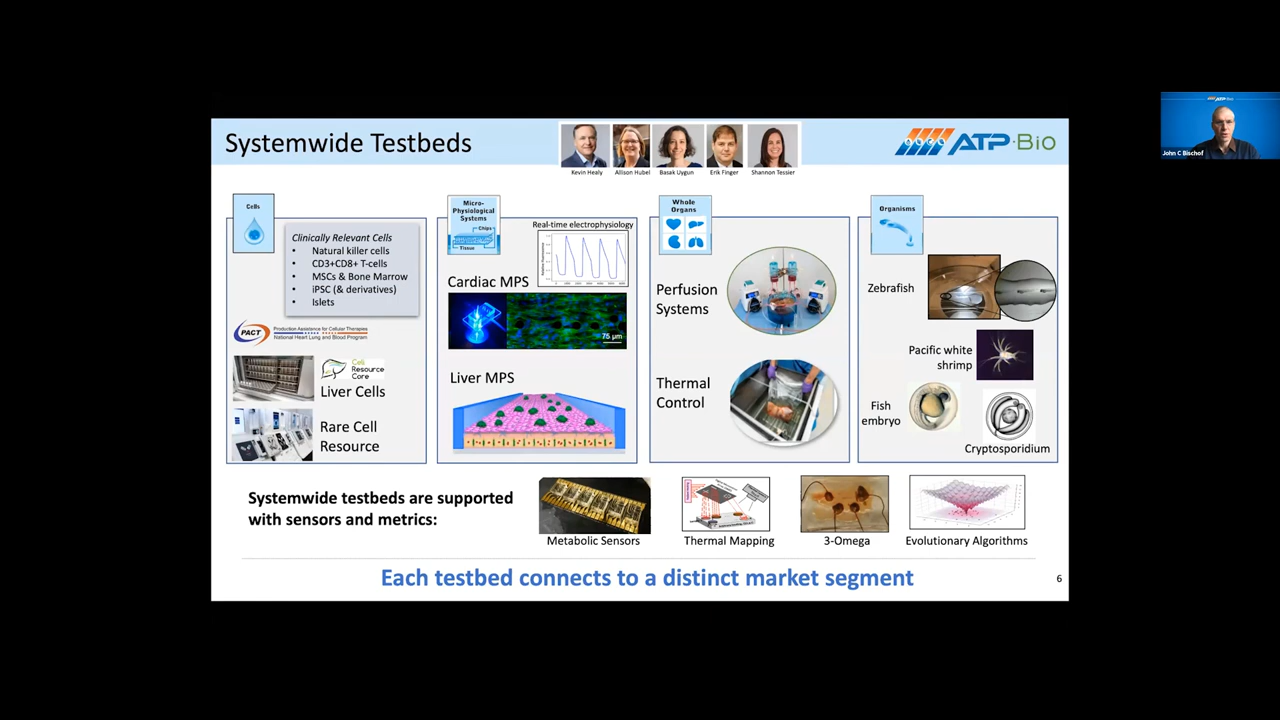 Systemwide Testbeds
Kevin Healy
Allison Hubel
Basak Uygun
Erik Finger
Shannon Tessier
ATP·Bio
ATP·Bio
John C Bischof
Cells
Clinically Relevant Cells
• Natural killer cells
• CD3+CD8+ T-cells
• MSCs & Bone Marrow
• iPSC (& derivatives)
• Islets
PACT
Production Assistance for Cellular Therapies
National Heart Lung and Blood Program
Cell
Resource
Core
Liver Cells
Rare Cell
Resource
Micro-
Physiological
Systems
Chips
Tissue
Real-time electrophysiology
Cardiac MPS
75 µm
Liver MPS
Whole
Organs
Perfusion
Systems
Thermal
Control
Organisms
Zebrafish
Pacific white
shrimp
Fish
embryo
Cryptosporidium
Systemwide testbeds are supported
with sensors and metrics:
Metabolic Sensors
Thermal Mapping
3-Omega
Evolutionary Algorithms
Each testbed connects to a distinct market segment
6